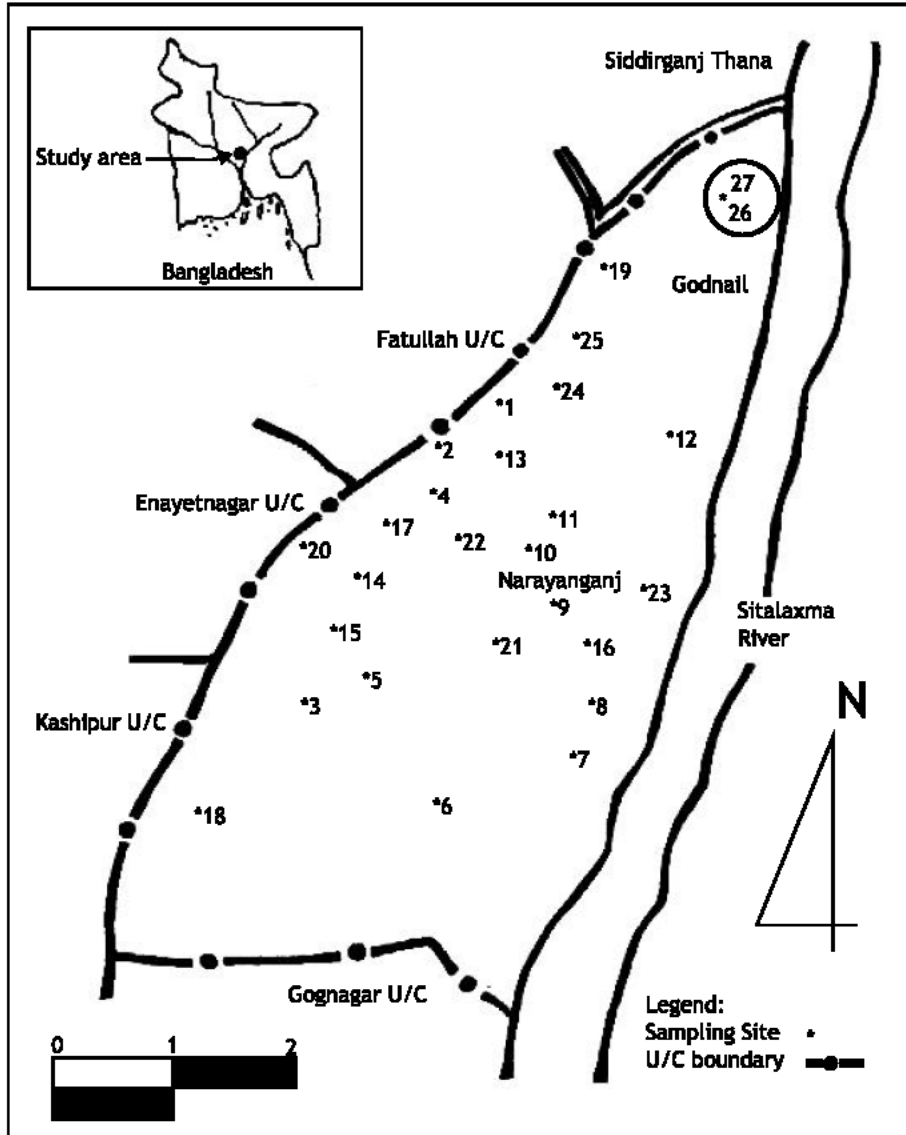 Siddirganj Thana
Study area
27
*
26
Bangladesh
*19
Godnail
Fatullah U/C
*25
*24
*1
*12
*2
*13
Enayetnagar U/C
*4
*11
*17
*22
*20
*10
*14
Narayanganj
*23
*9
Sitalaxma
River
*15
*21
*16
*5
*3
*8
Kashipur U/C
N
*7
*6
*18
Gognagar U/C
Legend:
Sampling Site *
U/C boundary
0 1 2